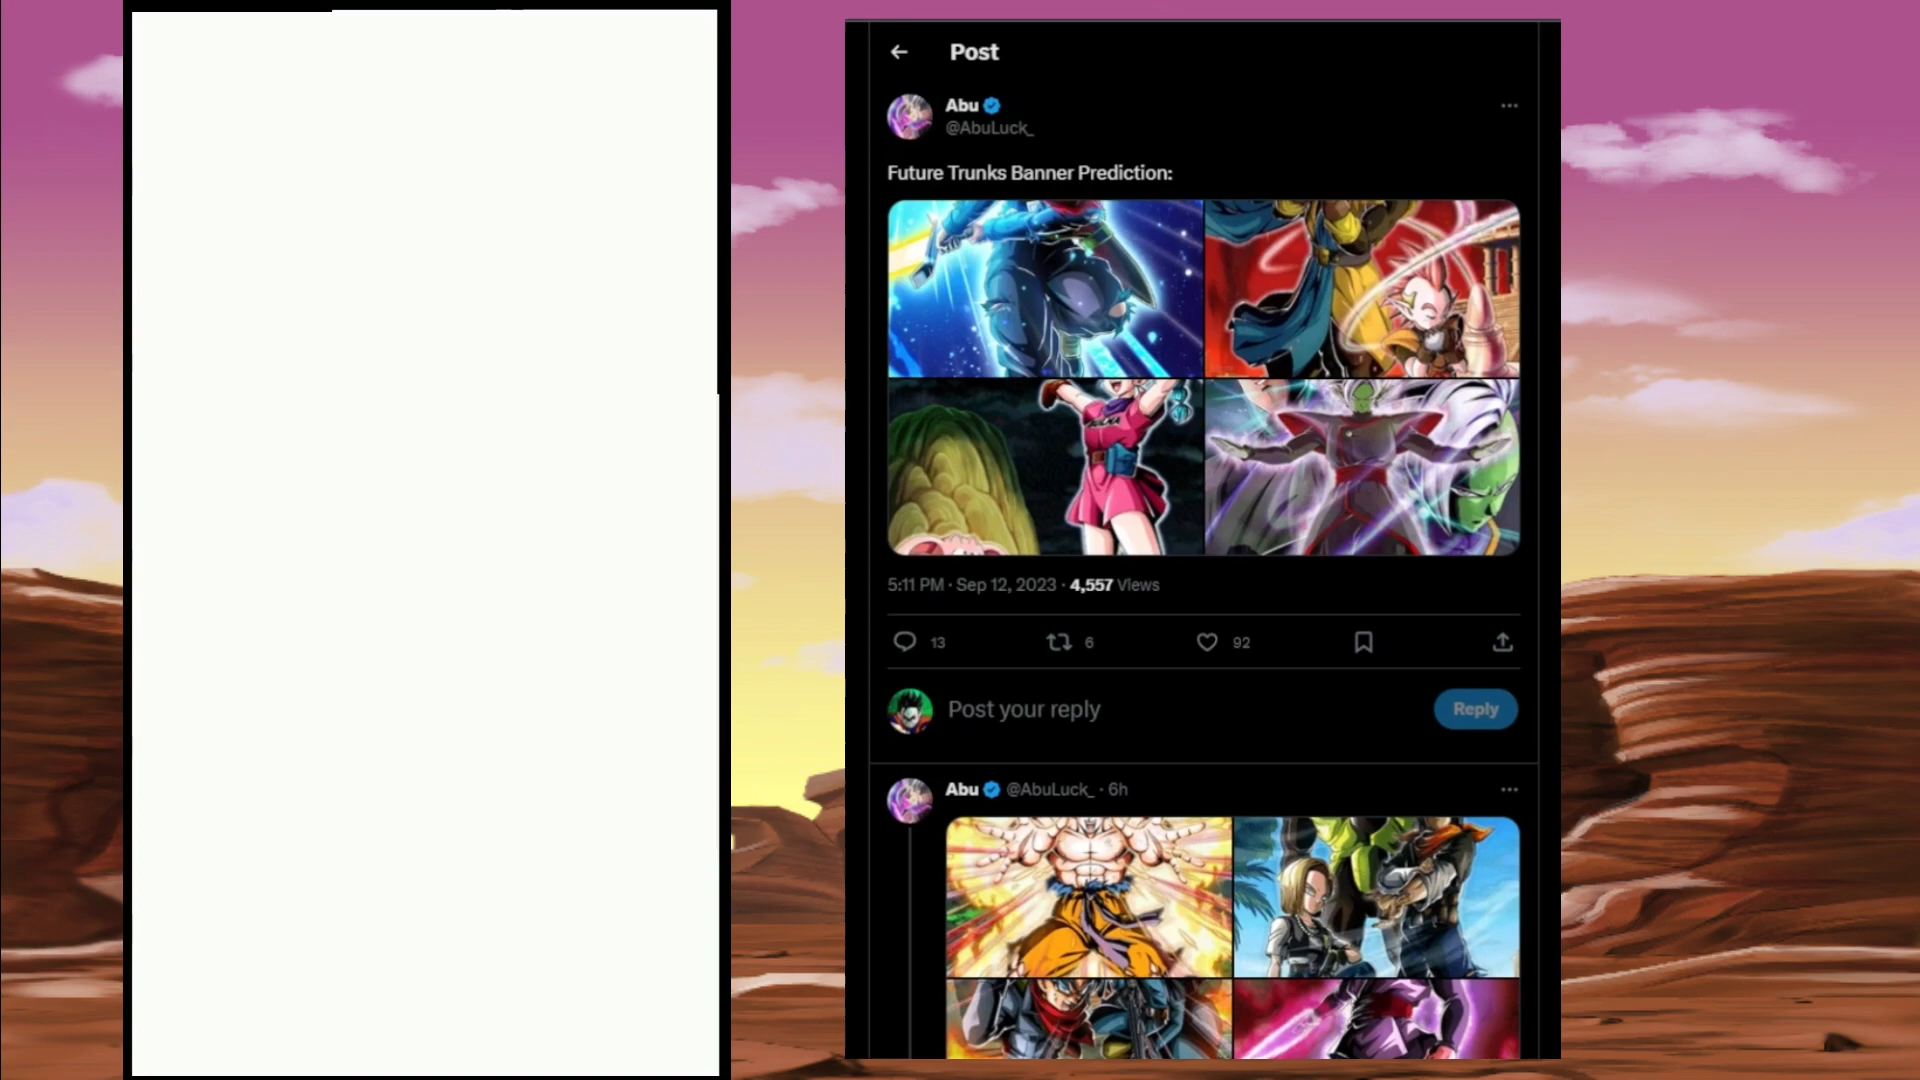 Post
Abu
@AbuLuck_
Future Trunks Banner Prediction:
BULMA
5:11 PM · Sep 12, 2023 · 4,557 Views
13 6 92
Post your reply
Reply
Abu @AbuLuck_ · 6h